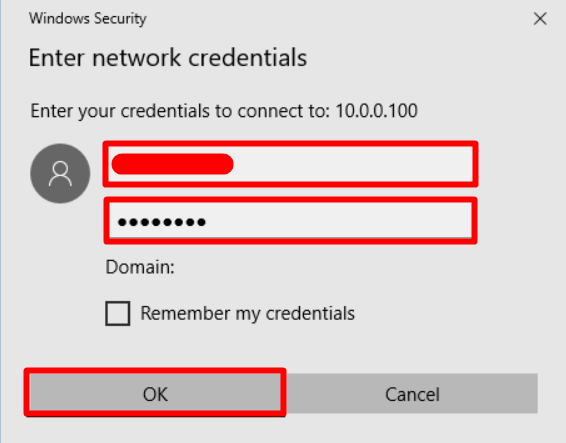 Windows Security
Enter network credentials
Enter your credentials to connect to: 10.0.0.100
••••••••
Domain:
Remember my credentials
OK
Cancel